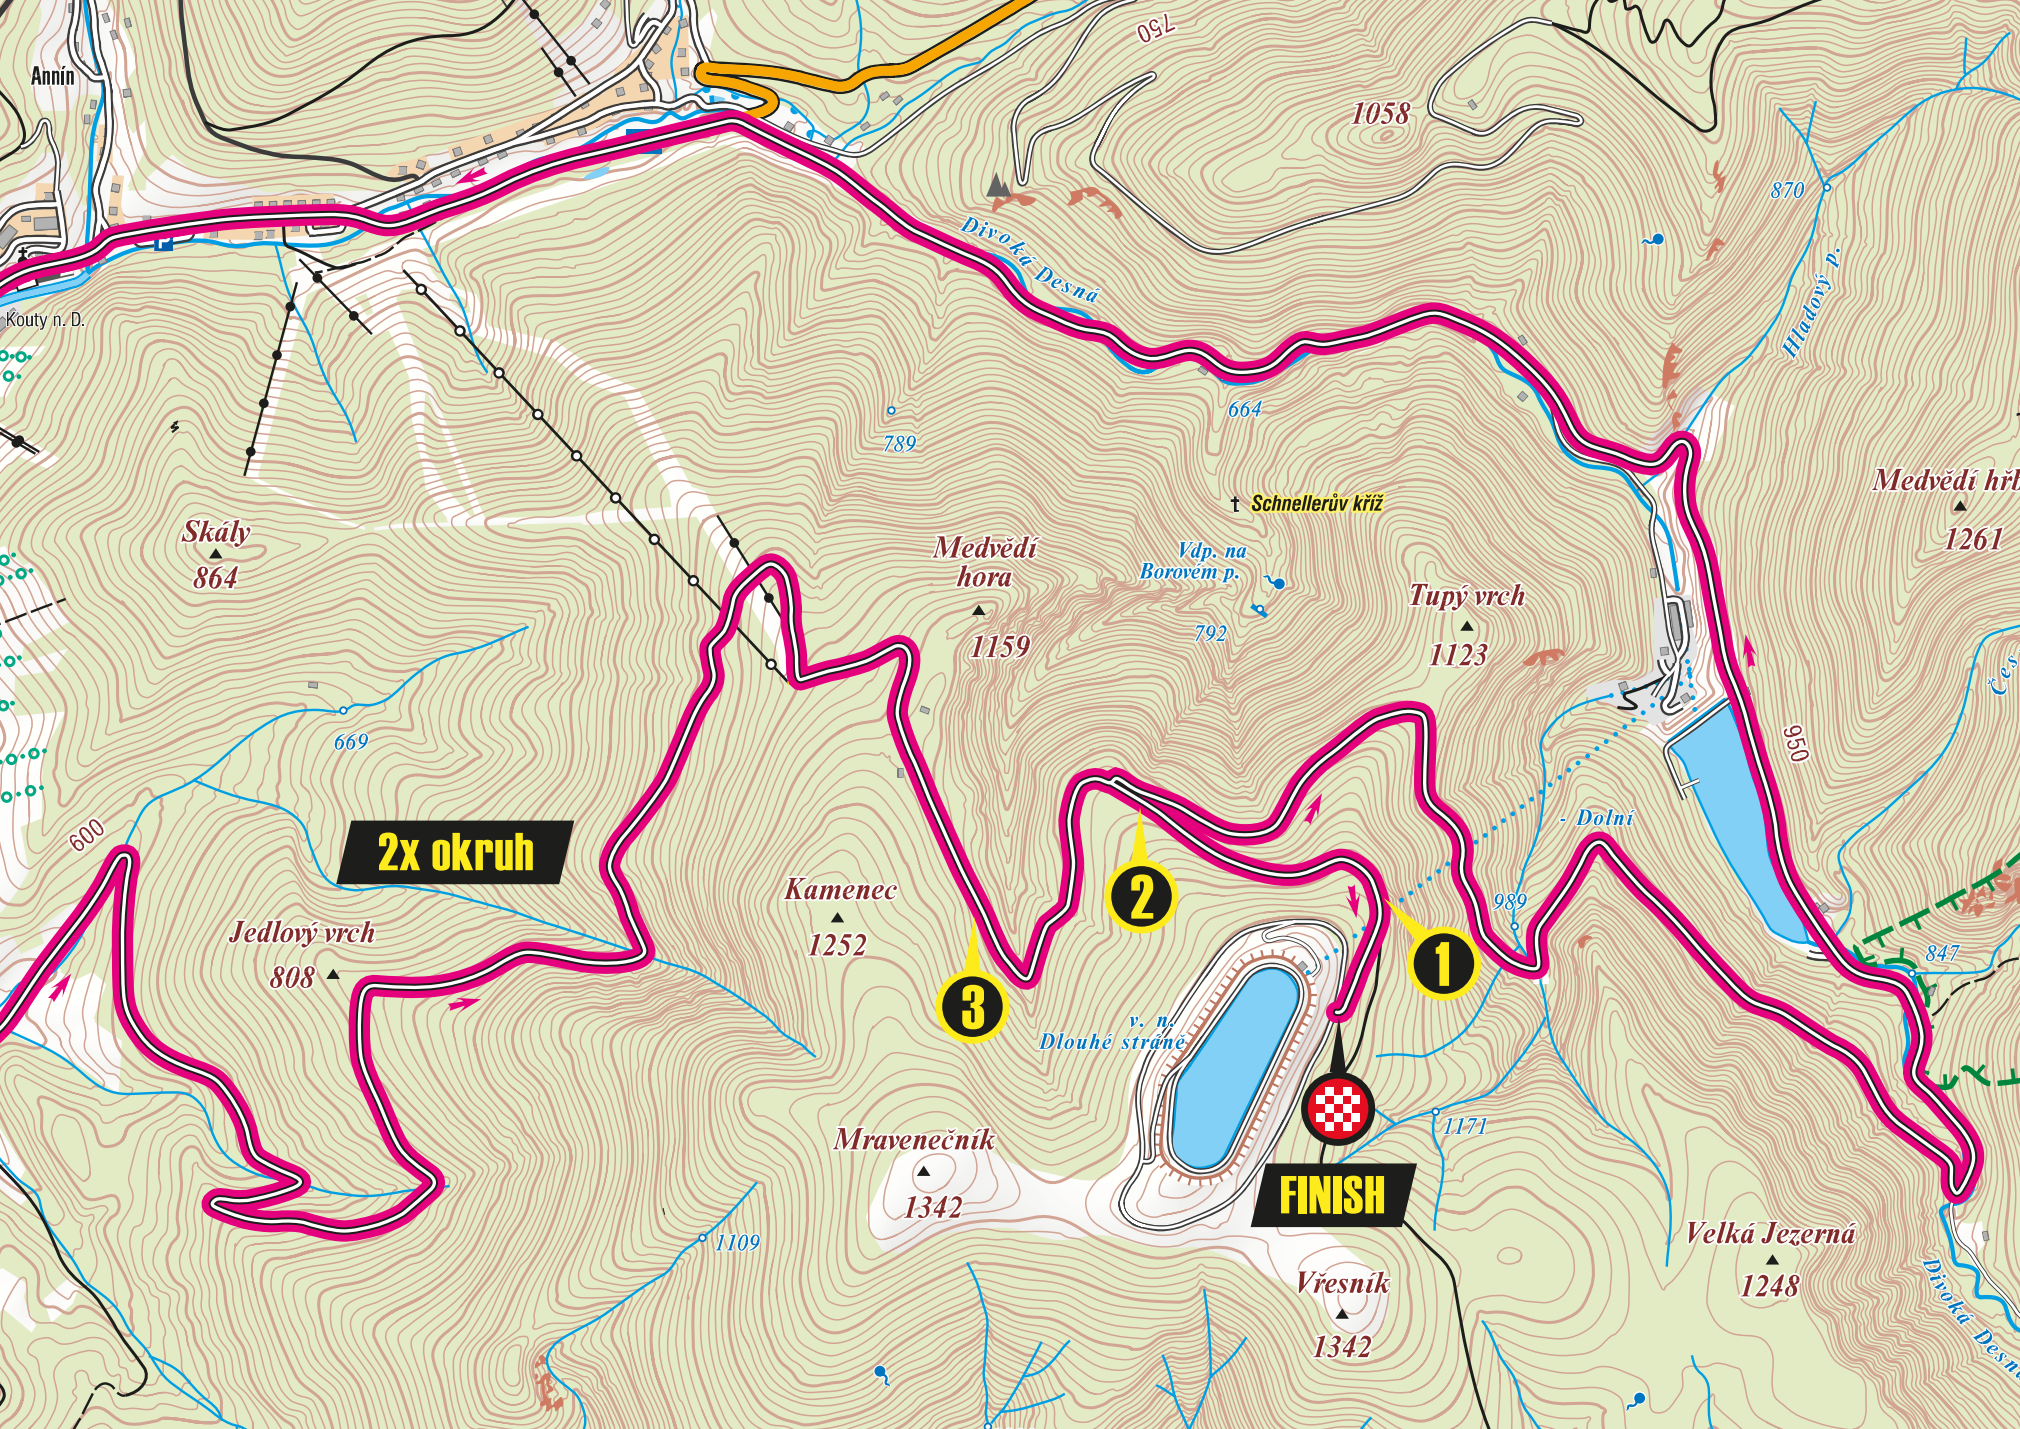 750
Annín
1058
870
Divoká Desná
Hladový p.
Kouty n. D.
664
789
Medvědí hřb
1261
Schnellerův kříž
Skály
864
Medvědí
hora
1159
Vdp. na
Borovém p.
792
Tupý vrch
1123
Čes
669
950
600
- Dolní
2x okruh
Kamenec
1252
2
989
1
847
Jedlový vrch
808
3
v. n.
Dlouhé stráně
1171
Mravenečník
1342
FINISH
1109
Velká Jezerná
1248
Vřesník
1342
Divoká Desná